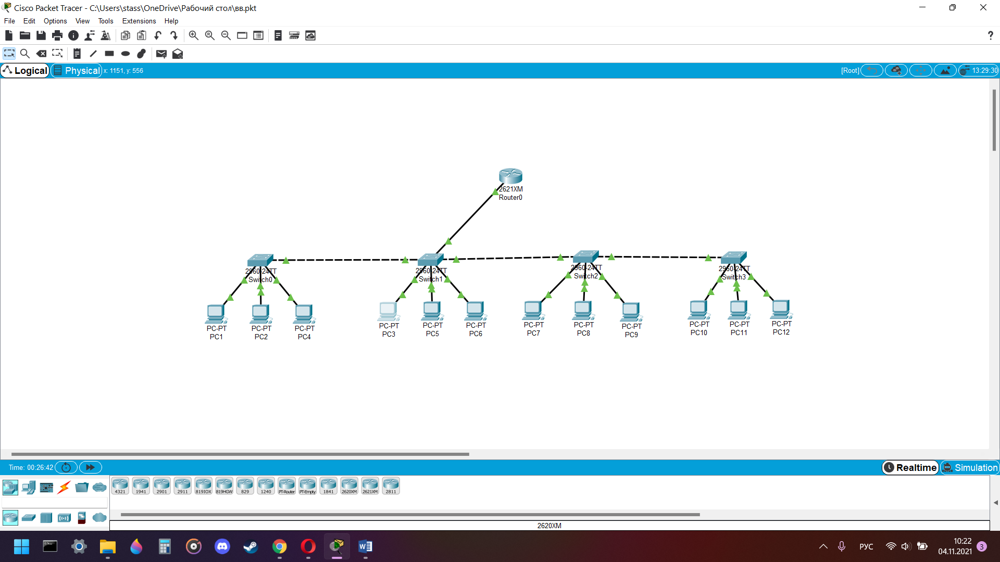 Cisco Packet Tracer - C:\Users\stass\OneDrive\Рабочий стол\вв.pkt
File Edit Options View Tools Extensions Help
Logical Physical x: 1151, y: 556 [Root] 13:29:30
2621XM
Router0
2960-24TT
Switch0
2960-24TT
Switch1
2960-24TT
Switch2
2960-24TT
Switch3
PC-PT
PC1
PC-PT
PC2
PC-PT
PC4
PC-PT
PC3
PC-PT
PC5
PC-PT
PC6
PC-PT
PC7
PC-PT
PC8
PC-PT
PC9
PC-PT
PC10
PC-PT
PC11
PC-PT
PC12
Time: 00:26:42 Realtime Simulation
4321 1941 2901 2911 819IOX 819HGW 829 1240 PT-Router PT-Empty 1841 2620XM 2621XM 2811
2620XM
РУС
10:22
04.11.2021
3